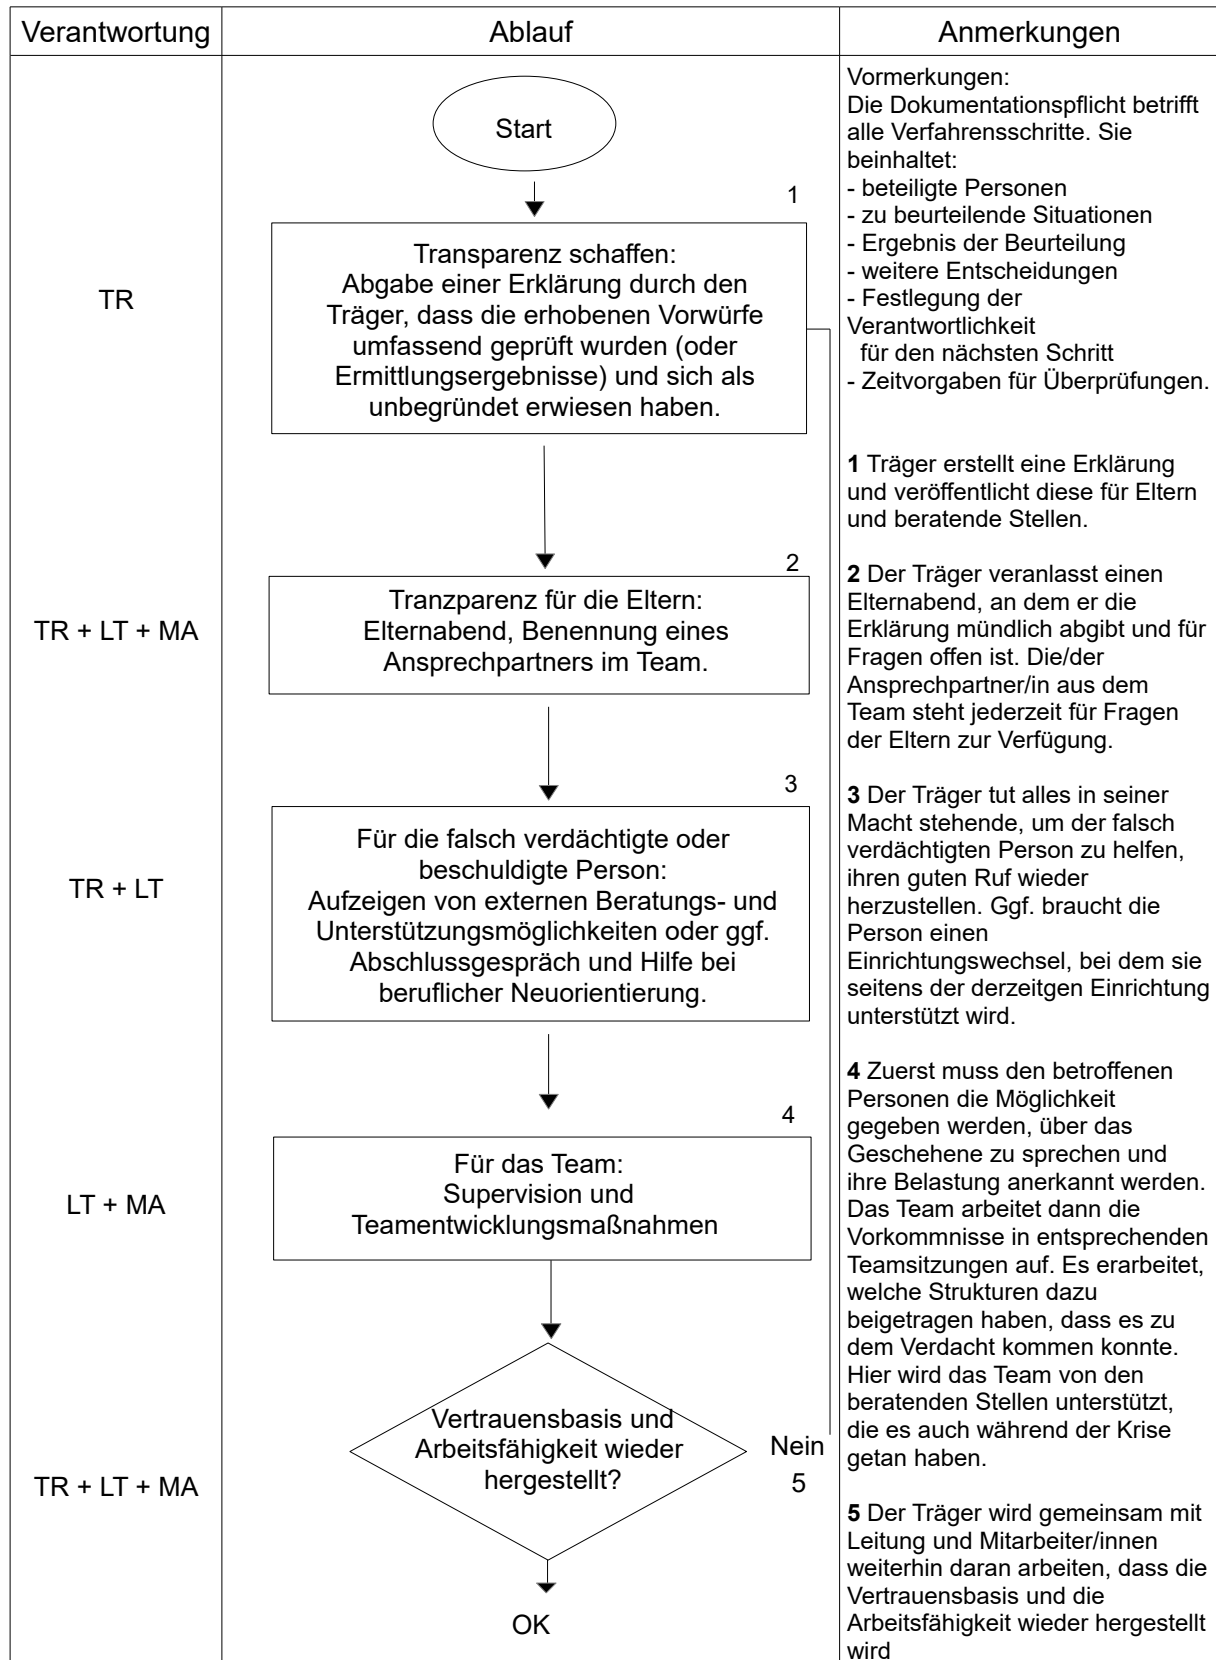 Verantwortung
Ablauf
Anmerkungen
Start
1
TR
Transparenz schaffen:
Abgabe einer Erklärung durch den
Träger, dass die erhobenen Vorwürfe
umfassend geprüft wurden (oder
Ermittlungsergebnisse) und sich als
unbegründet erwiesen haben.
2
TR + LT + MA
Tranzparenz für die Eltern:
Elternabend, Benennung eines
Ansprechpartners im Team.
3
TR + LT
Für die falsch verdächtigte oder
beschuldigte Person:
Aufzeigen von externen Beratungs- und
Unterstützungsmöglichkeiten oder ggf.
Abschlussgespräch und Hilfe bei
beruflicher Neuorientierung.
4
LT + MA
Für das Team:
Supervision und
Teamentwicklungsmaßnahmen
TR + LT + MA
Vertrauensbasis und
Arbeitsfähigkeit wieder
hergestellt?
Nein
5
OK
Vormerkungen:
Die Dokumentationspflicht betrifft
alle Verfahrensschritte. Sie
beinhaltet:
- beteiligte Personen
- zu beurteilende Situationen
- Ergebnis der Beurteilung
- weitere Entscheidungen
- Festlegung der
Verantwortlichkeit
für den nächsten Schritt
- Zeitvorgaben für Überprüfungen.
1 Träger erstellt eine Erklärung
und veröffentlicht diese für Eltern
und beratende Stellen.
2 Der Träger veranlasst einen
Elternabend, an dem er die
Erklärung mündlich abgibt und für
Fragen offen ist. Die/der
Ansprechpartner/in aus dem
Team steht jederzeit für Fragen
der Eltern zur Verfügung.
3 Der Träger tut alles in seiner
Macht stehende, um der falsch
verdächtigten Person zu helfen,
ihren guten Ruf wieder
herzustellen. Ggf. braucht die
Person einen
Einrichtungswechsel, bei dem sie
seitens der derzeitgen Einrichtung
unterstützt wird.
4 Zuerst muss den betroffenen
Personen die Möglichkeit
gegeben werden, über das
Geschehene zu sprechen und
ihre Belastung anerkannt werden.
Das Team arbeitet dann die
Vorkommnisse in entsprechenden
Teamsitzungen auf. Es erarbeitet,
welche Strukturen dazu
beigetragen haben, dass es zu
dem Verdacht kommen konnte.
Hier wird das Team von den
beratenden Stellen unterstützt,
die es auch während der Krise
getan haben.
5 Der Träger wird gemeinsam mit
Leitung und Mitarbeiter/innen
weiterhin daran arbeiten, dass die
Vertrauensbasis und die
Arbeitsfähigkeit wieder hergestellt
wird